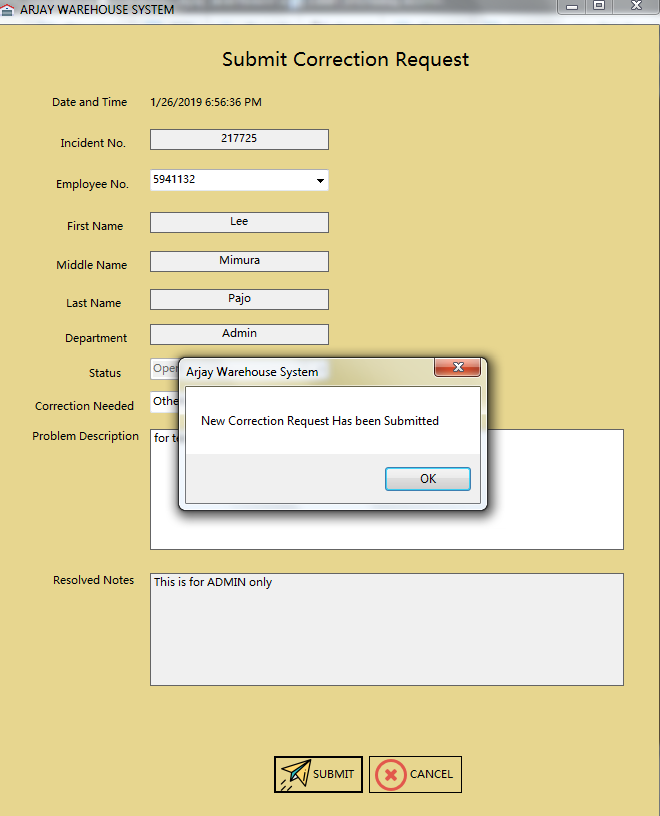 ARJAY WAREHOUSE SYSTEM
Submit Correction Request
Date and Time 1/26/2019 6:56:36 PM
Incident No. 217725
Employee No. 5941132
First Name Lee
Middle Name Mimura
Last Name Pajo
Department Admin
Status
Arjay Warehouse System
Correction Needed
New Correction Request Has been Submitted
Problem Description for
OK
Resolved Notes This is for ADMIN only
SUBMIT CANCEL